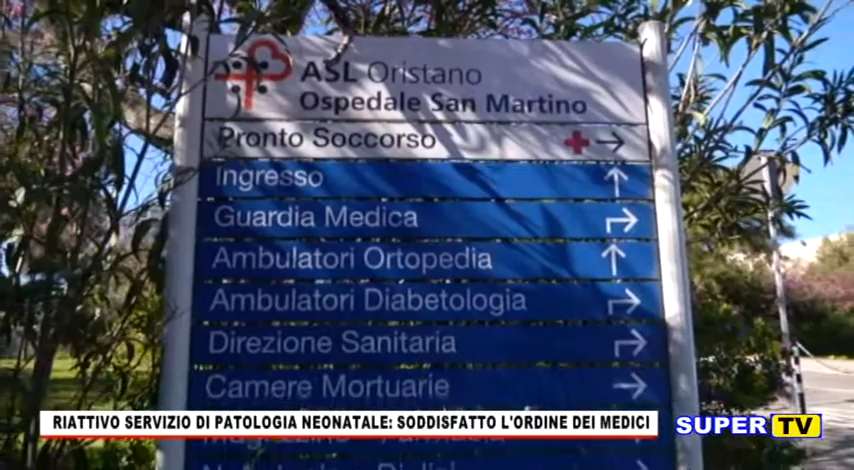 ASL Oristano
Ospedale San Martino
Pronto Soccorso
Ingresso
Guardia Medica
Ambulatori Ortopedia
Ambulatori Diabetologia
Direzione Sanitaria
Camere Mortuarie
RIATTIVO SERVIZIO DI PATOLOGIA NEONATALE: SODDISFATTO L'ORDINE DEI MEDICI
SUPER TV